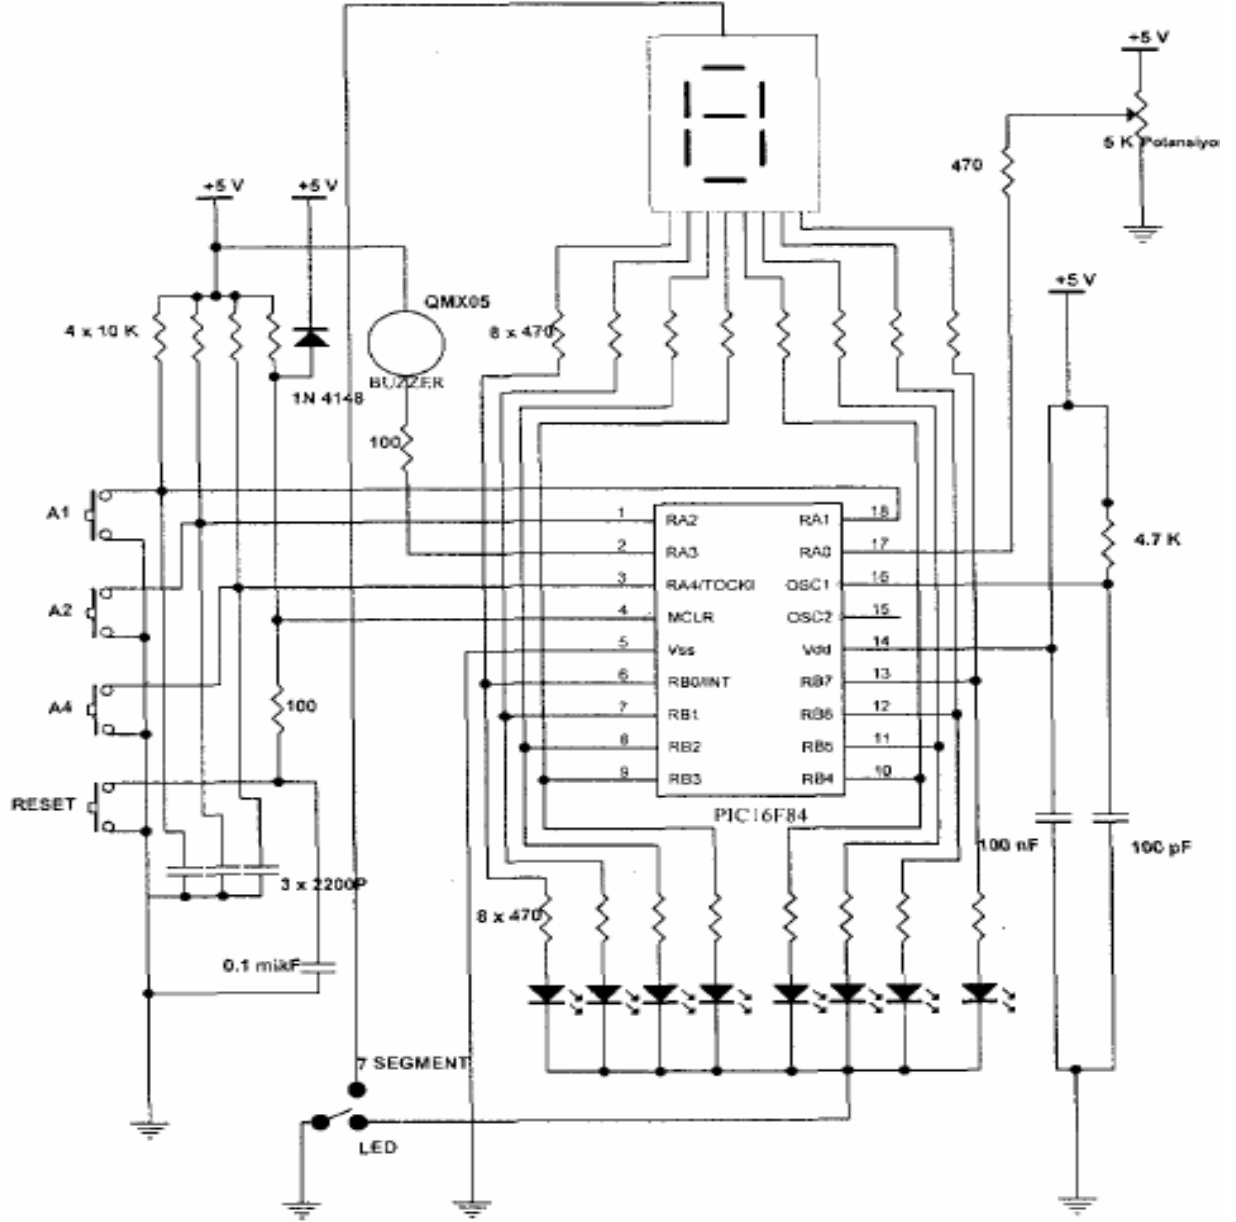 +5 V
5 K Potansiyo
470
+5 V
+5 V
QMX05
BUZZER
4 x 10 K
1N 4148
100
8 x 470
+5 V
4.7 K
A1
A2
A4
RESET
100
1 RA2 RA1 18
2 RA3 RA0 17
3 RA4/TOCKI OSC1 16
4 MCLR OSC2 15
5 Vss Vdd 14
6 RB0/INT RB7 13
7 RB1 RB6 12
8 RB2 RB5 11
9 RB3 RB4 10
PIC16F84
100 nF
100 pF
3 x 2200P
8 x 470
0.1 mikF
7 SEGMENT
LED